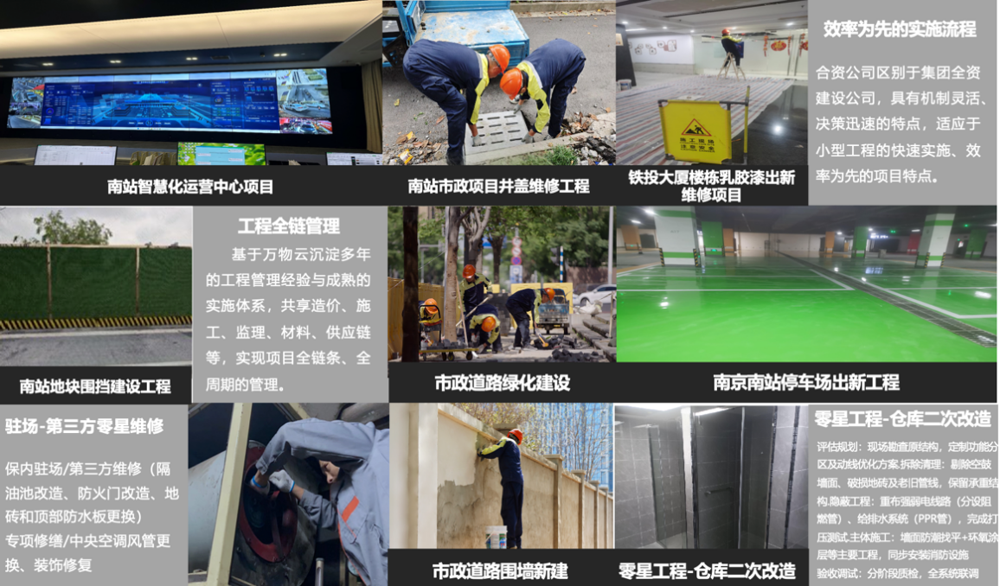 效率为先的实施流程
合资公司区别于集团全资
建设公司，具有机制灵活、
决策迅速的特点，适应于
小型工程的快速实施、效
率为先的项目特点。
施工现场
注意安全
南站智慧化运营中心项目
南站市政项目井盖维修工程
铁投大厦楼栋乳胶漆出新
维修项目
工程全链管理
基于万物云沉淀多年
的工程管理经验与成熟的
实施体系，共享造价、施
工、监理、材料、供应链
等，实现项目全链条、全
周期的管理。
南站地块围挡建设工程
市政道路绿化建设
南京南站停车场出新工程
驻场-第三方零星维修
保内驻场/第三方维修（隔
油池改造、防火门改造、地
砖和顶部防水板更换）
专项修缮/中央空调风管更
换、装饰修复
市政道路围墙新建
零星工程-仓库二次改造
零星工程-仓库二次改造
评估规划：现场勘查原结构，定制功能分
区及动线优化方案.拆除清理：剔除空鼓
墙面、破损地砖及老旧管线，保留承重结
构.隐蔽工程：重布强弱电线路（分设阻
燃管）、给排水系统（PPR管），完成打
压测试.主体施工：墙面防潮找平+环氧涂
层等主要工程，同步安装消防设施
验收调试：分阶段质检，全系统联调